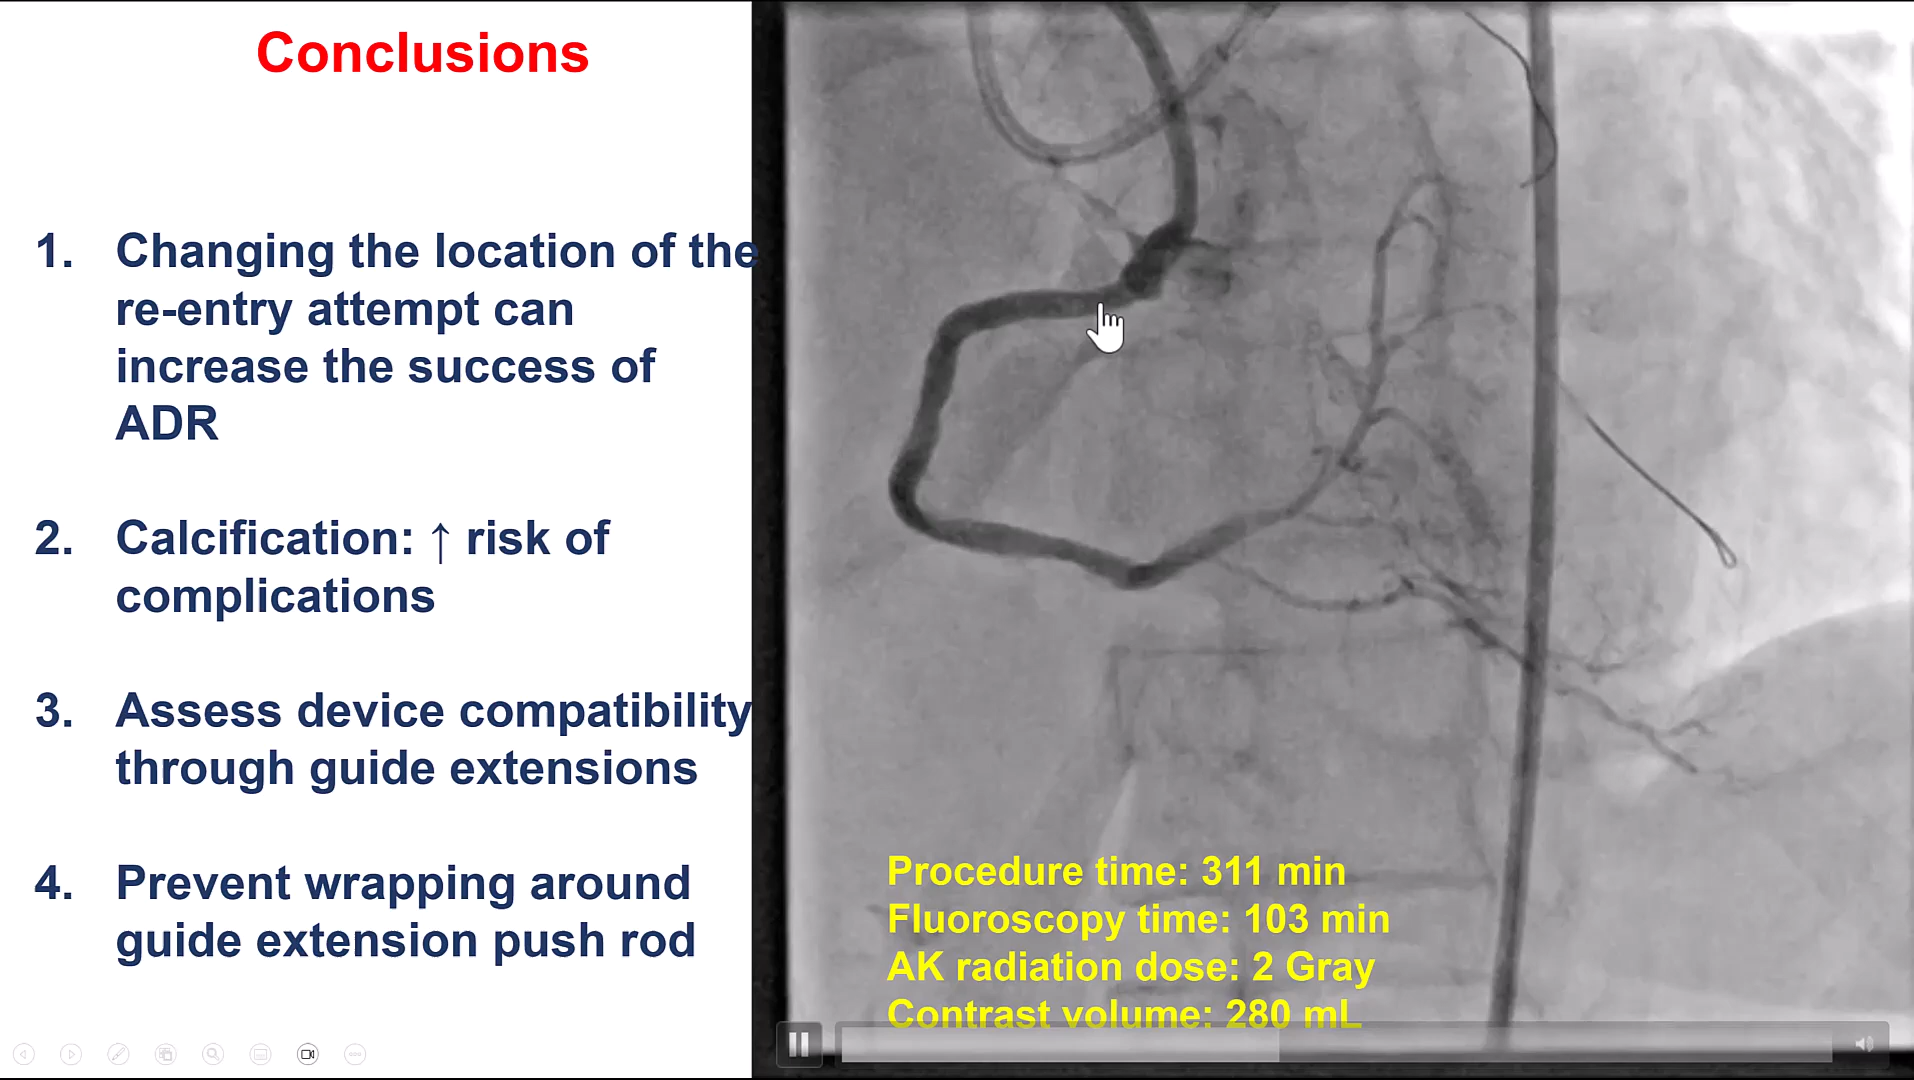 Conclusions
1. Changing the location of the
re-entry attempt can
increase the success of
ADR
2. Calcification: ↑ risk of
complications
3. Assess device compatibility
through guide extensions
4. Prevent wrapping around
guide extension push rod
Procedure time: 311 min
Fluoroscopy time: 103 min
AK radiation dose: 2 Gray
Contrast volume: 280 mL